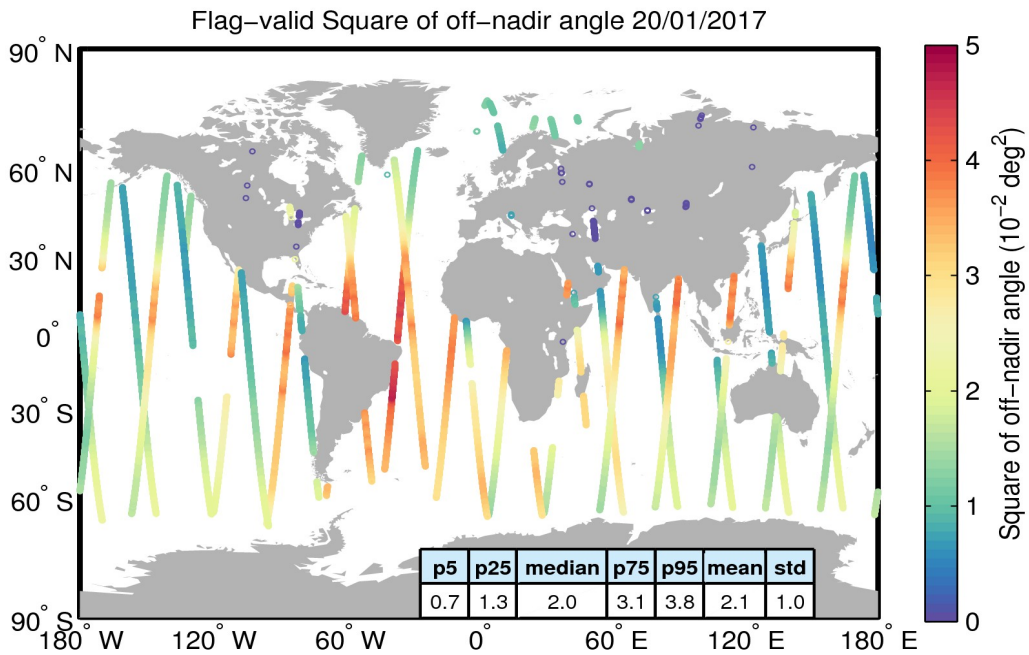 Flag−valid Square of off−nadir angle 20/01/2017
90° N
60° N
30° N
0°
30° S
60° S
90° S
180° W
120° W
60° W
0°
60° E
120° E
180° E
p5 p25 median p75 p95 mean std
0.7 1.3 2.0 3.1 3.8 2.1 1.0
5
4
3
2
1
0
Square of off−nadir angle (10⁻² deg²)